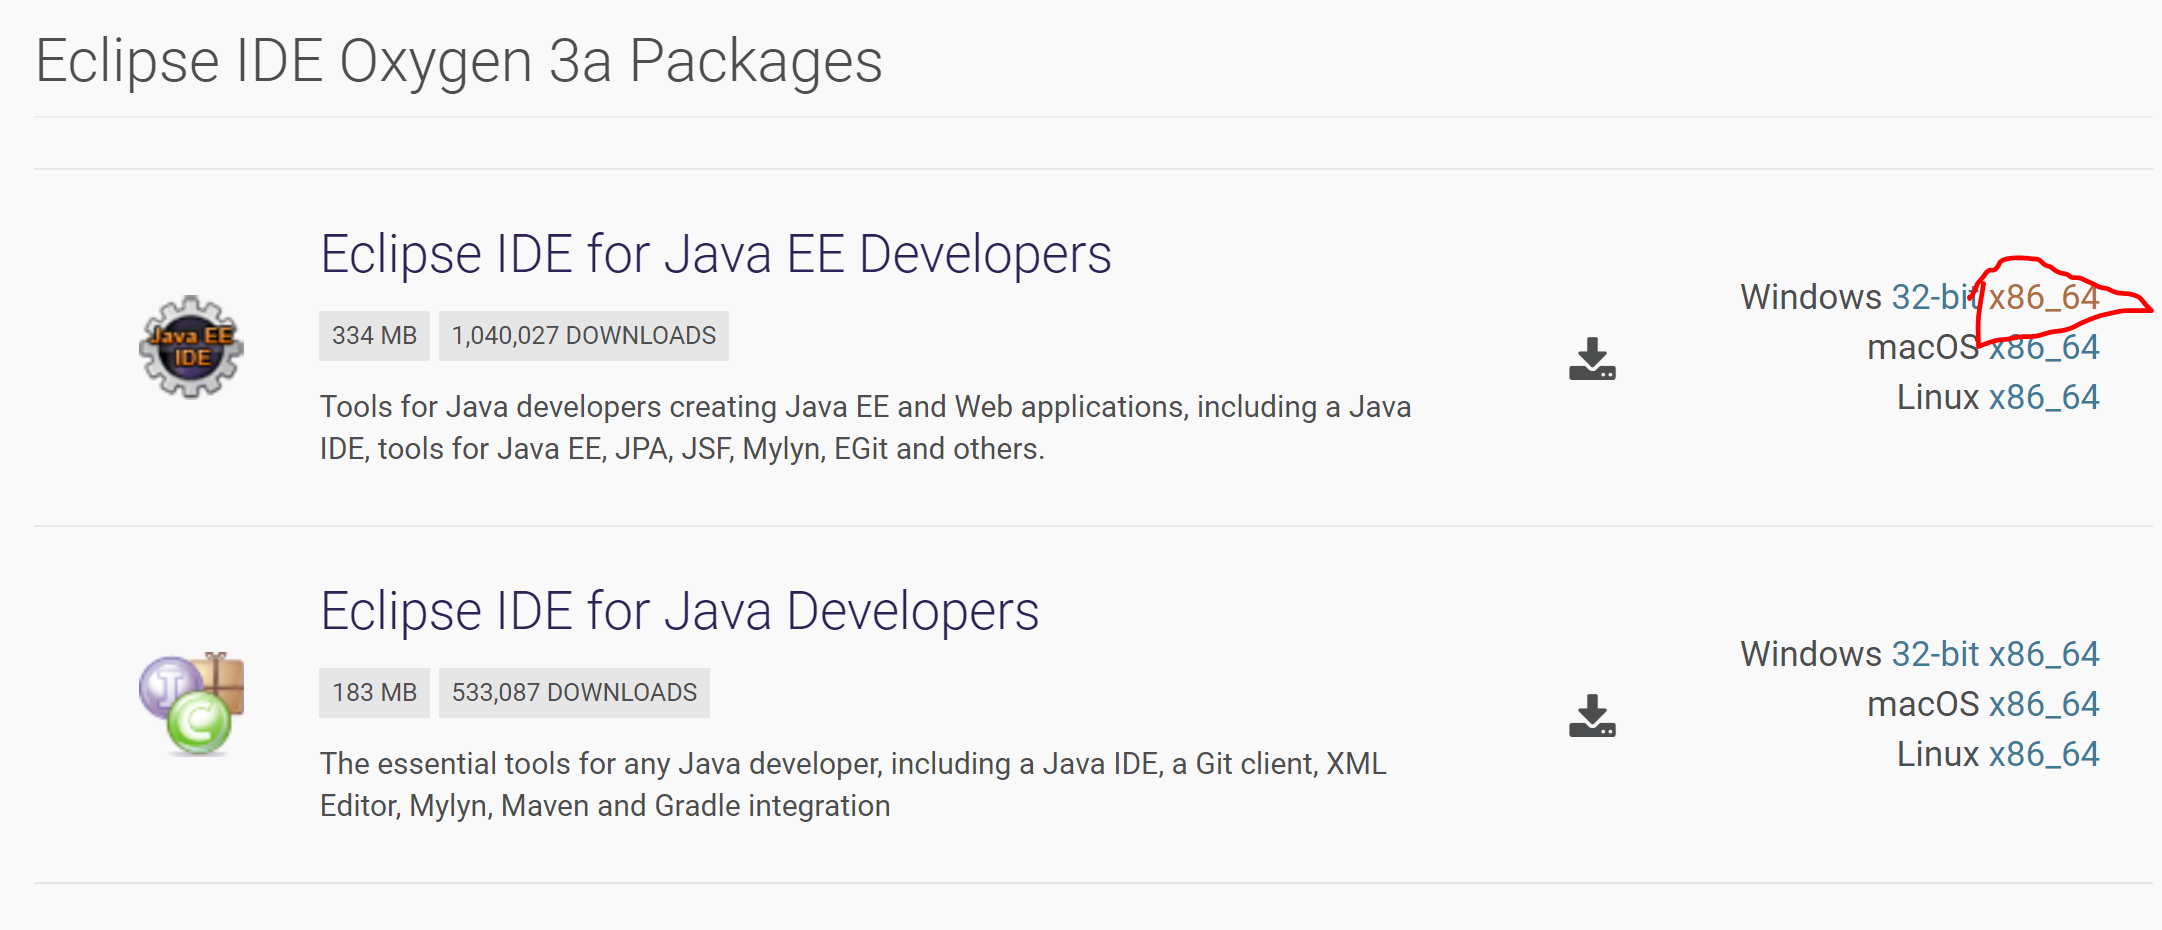 Eclipse IDE Oxygen 3a Packages
Eclipse IDE for Java EE Developers
334 MB 1,040,027 DOWNLOADS
Tools for Java developers creating Java EE and Web applications, including a Java
IDE, tools for Java EE, JPA, JSF, Mylyn, EGit and others.
Java EE
IDE
Windows 32-bit x86_64
macOS x86_64
Linux x86_64
Eclipse IDE for Java Developers
183 MB 533,087 DOWNLOADS
The essential tools for any Java developer, including a Java IDE, a Git client, XML
Editor, Mylyn, Maven and Gradle integration
J
C
Windows 32-bit x86_64
macOS x86_64
Linux x86_64